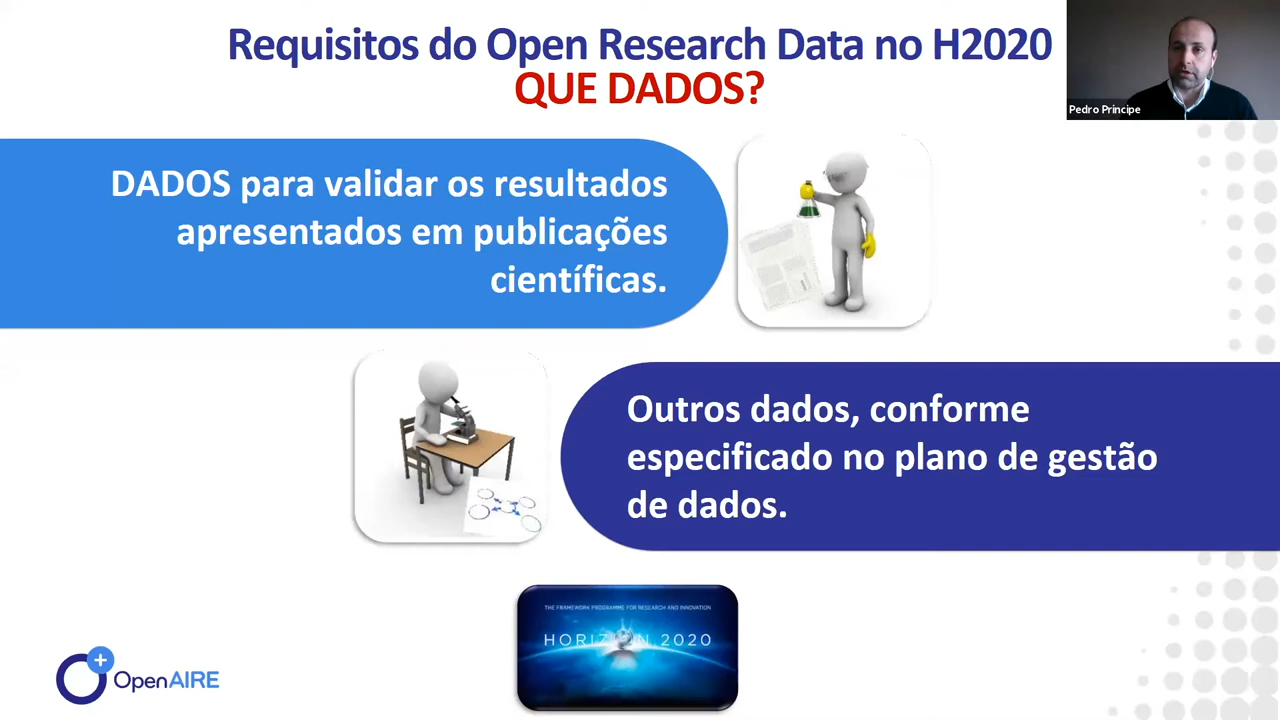 Requisitos do Open Research Data no H2020
QUE DADOS?
Pedro Principe
DADOS para validar os resultados
apresentados em publicações
científicas.
Outros dados, conforme
especificado no plano de gestão
de dados.
THE FRAMEWORK PROGRAMME FOR RESEARCH AND INNOVATION
HORIZON 2020
OpenAIRE